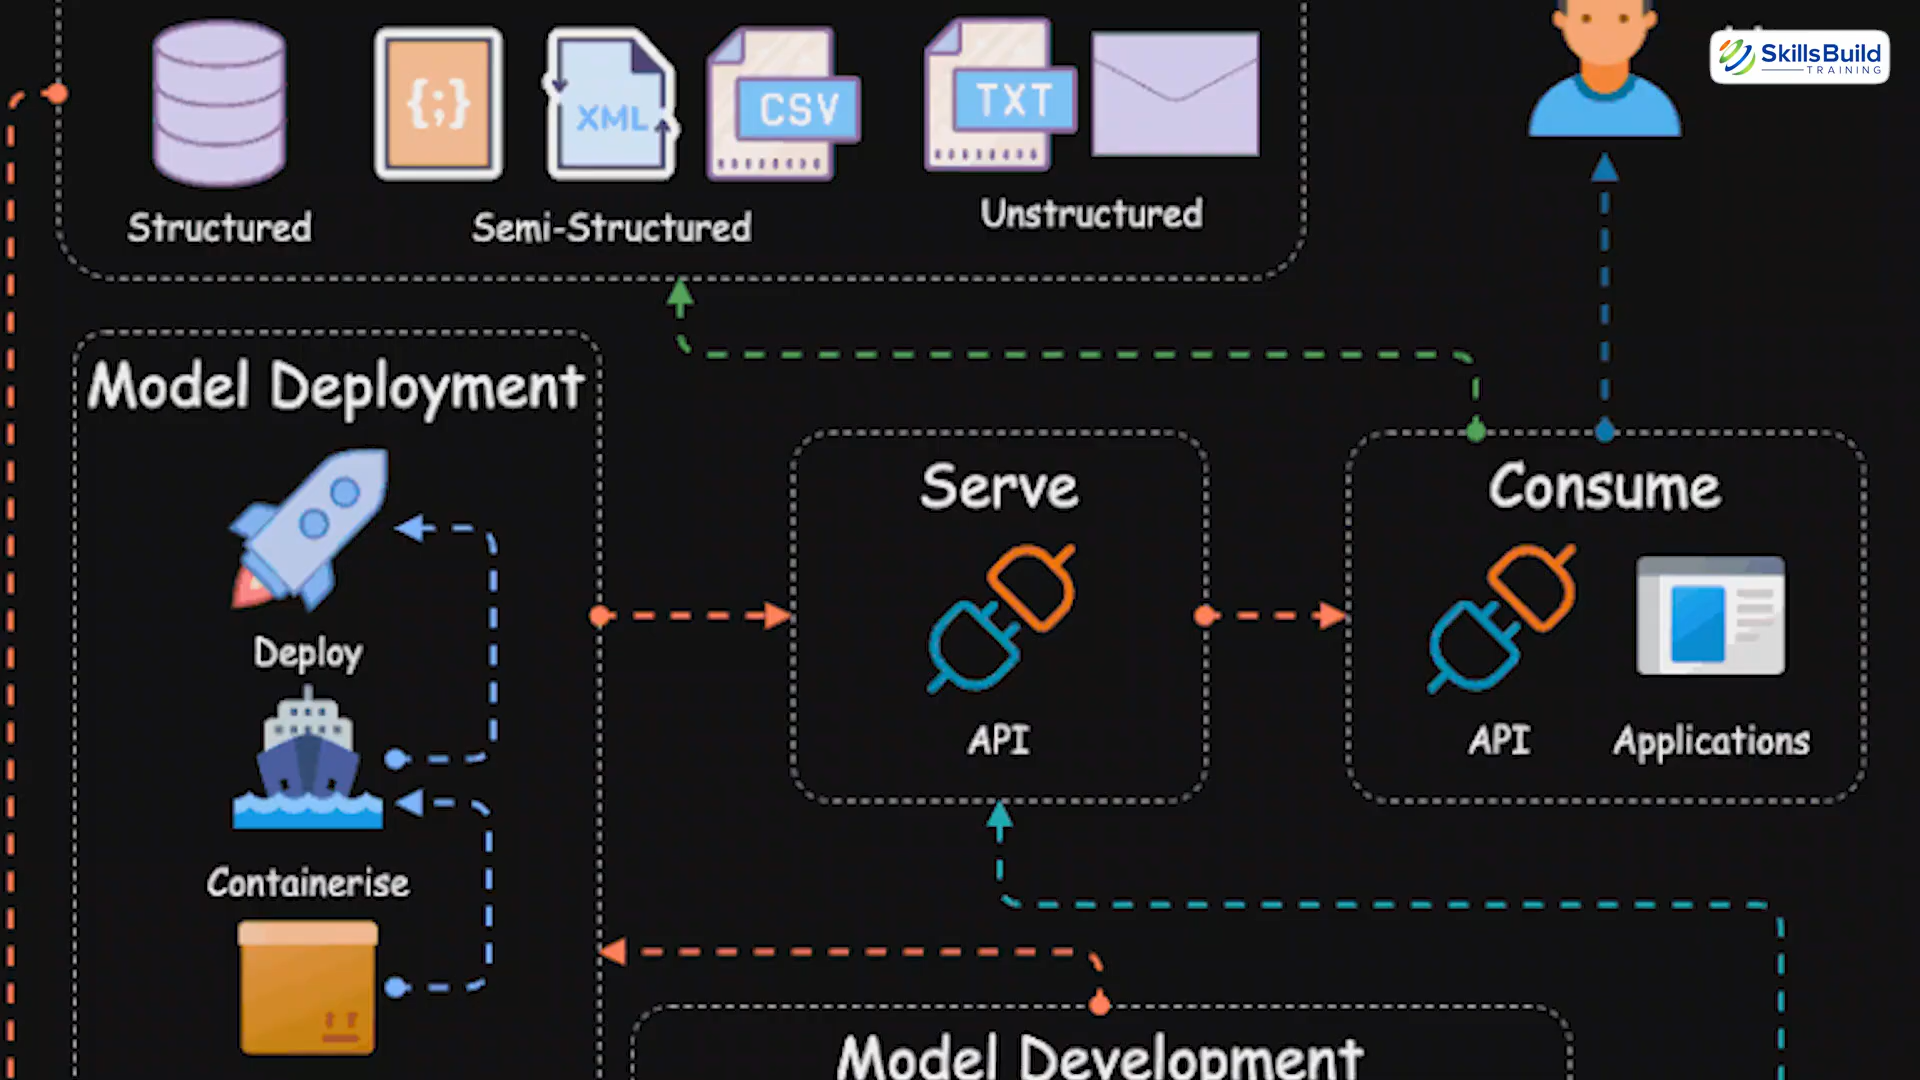 {;}
XML
CSV
TXT
SkillsBuild
TRAINING
Structured
Semi-Structured
Unstructured
Model Deployment
Deploy
Containerise
Serve
API
Consume
API
Applications
Model Development